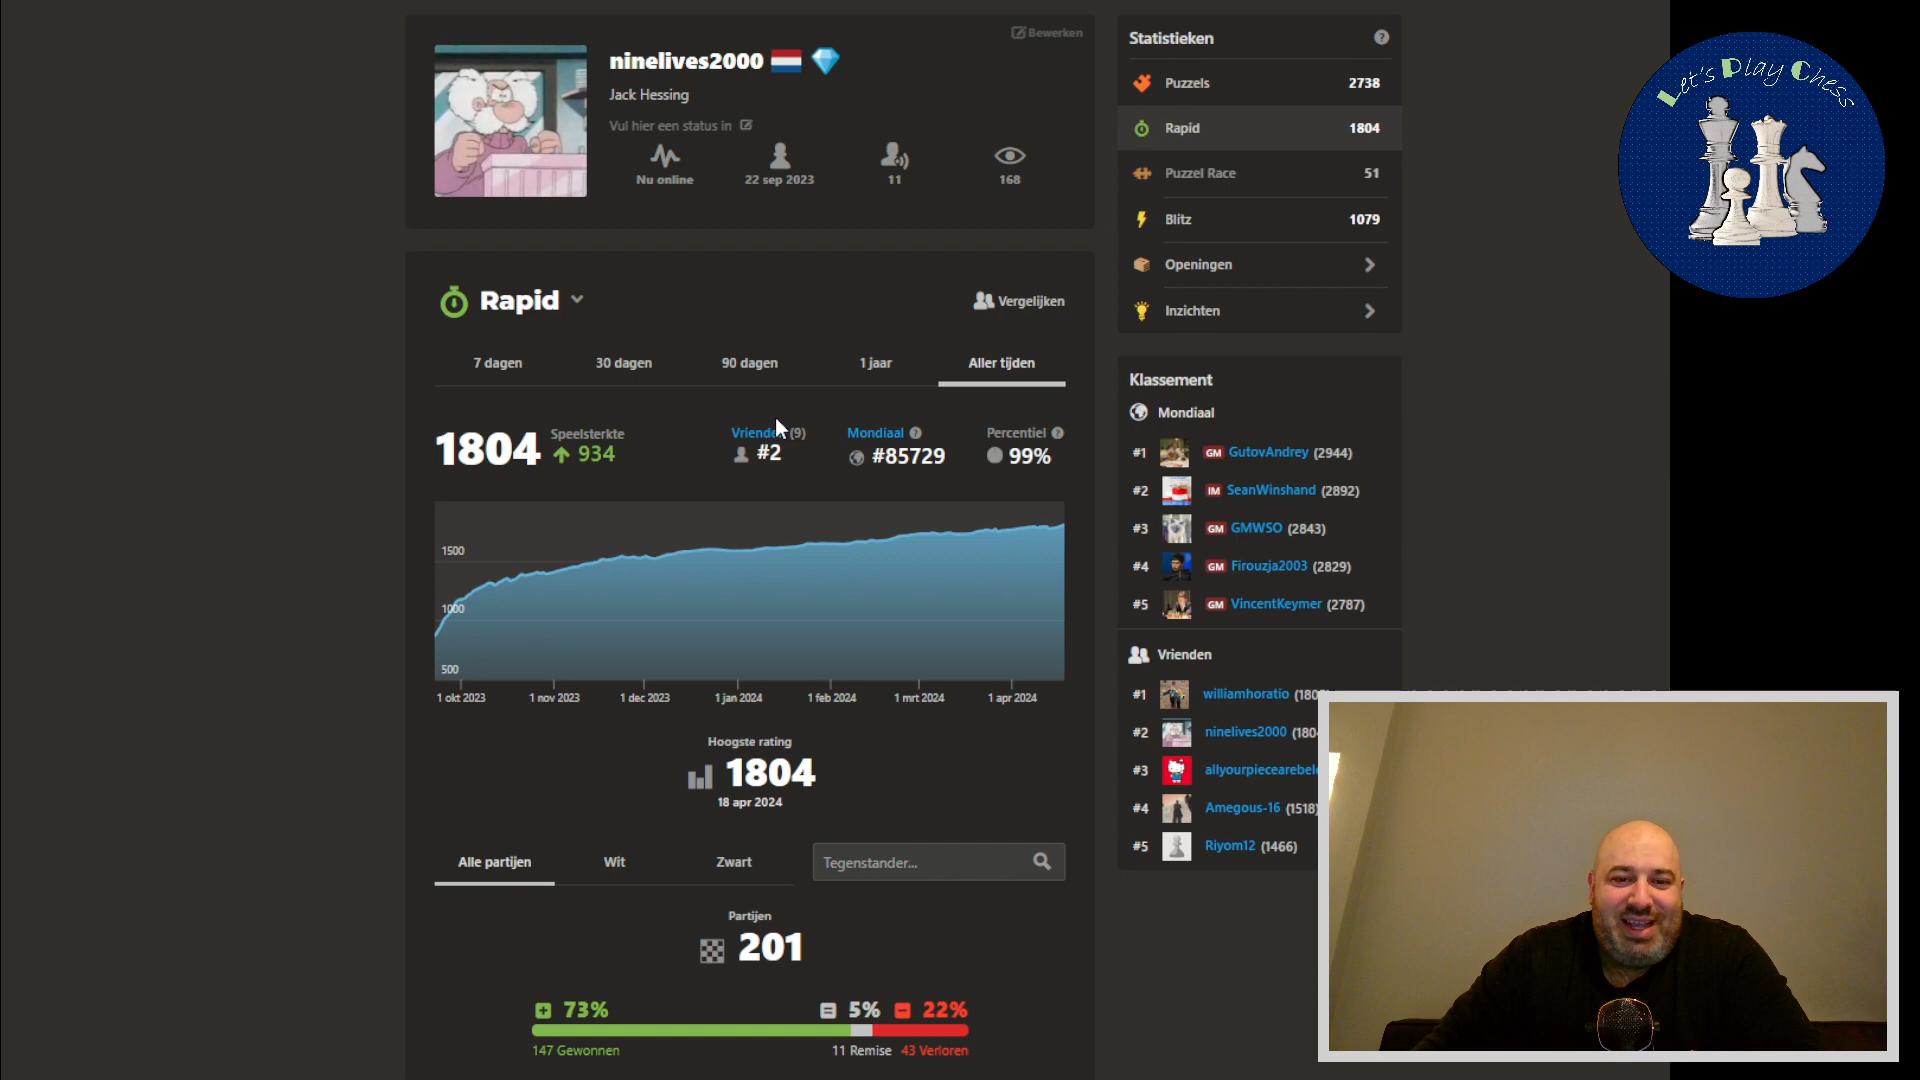 Bewerken
ninelives2000
Jack Hessing
Vul hier een status in
Nu online
22 sep 2023
11
168
Rapid
Vergelijken
7 dagen
30 dagen
90 dagen
1 jaar
Aller tijden
1804
Speelsterkte
934
(9)
#2
Mondiaal
#85729
Percentiel
99%
1500
1000
500
1 okt 2023
1 nov 2023
1 dec 2023
1 jan 2024
1 feb 2024
1 mrt 2024
1 apr 2024
Hoogste rating
1804
18 apr 2024
Alle partijen
Wit
Zwart
Tegenstander...
Partijen
201
73%
5%
22%
147 Gewonnen
11 Remise
43 Verloren
Statistieken
Puzzels 2738
Rapid 1804
Puzzel Race 51
Blitz 1079
Openingen
Inzichten
Klassement
Mondiaal
#1 GM GutovAndrey (2944)
#2 IM SeanWinshand (2892)
#3 GM GMWSO (2843)
#4 GM Firouzja2003 (2829)
#5 GM VincentKeymer (2787)
Vrienden
#1 williamhoratio
#2 ninelives2000
#3
#4 Amegous-16 (1518)
#5 Riyom12 (1466)
Let's Play Chess